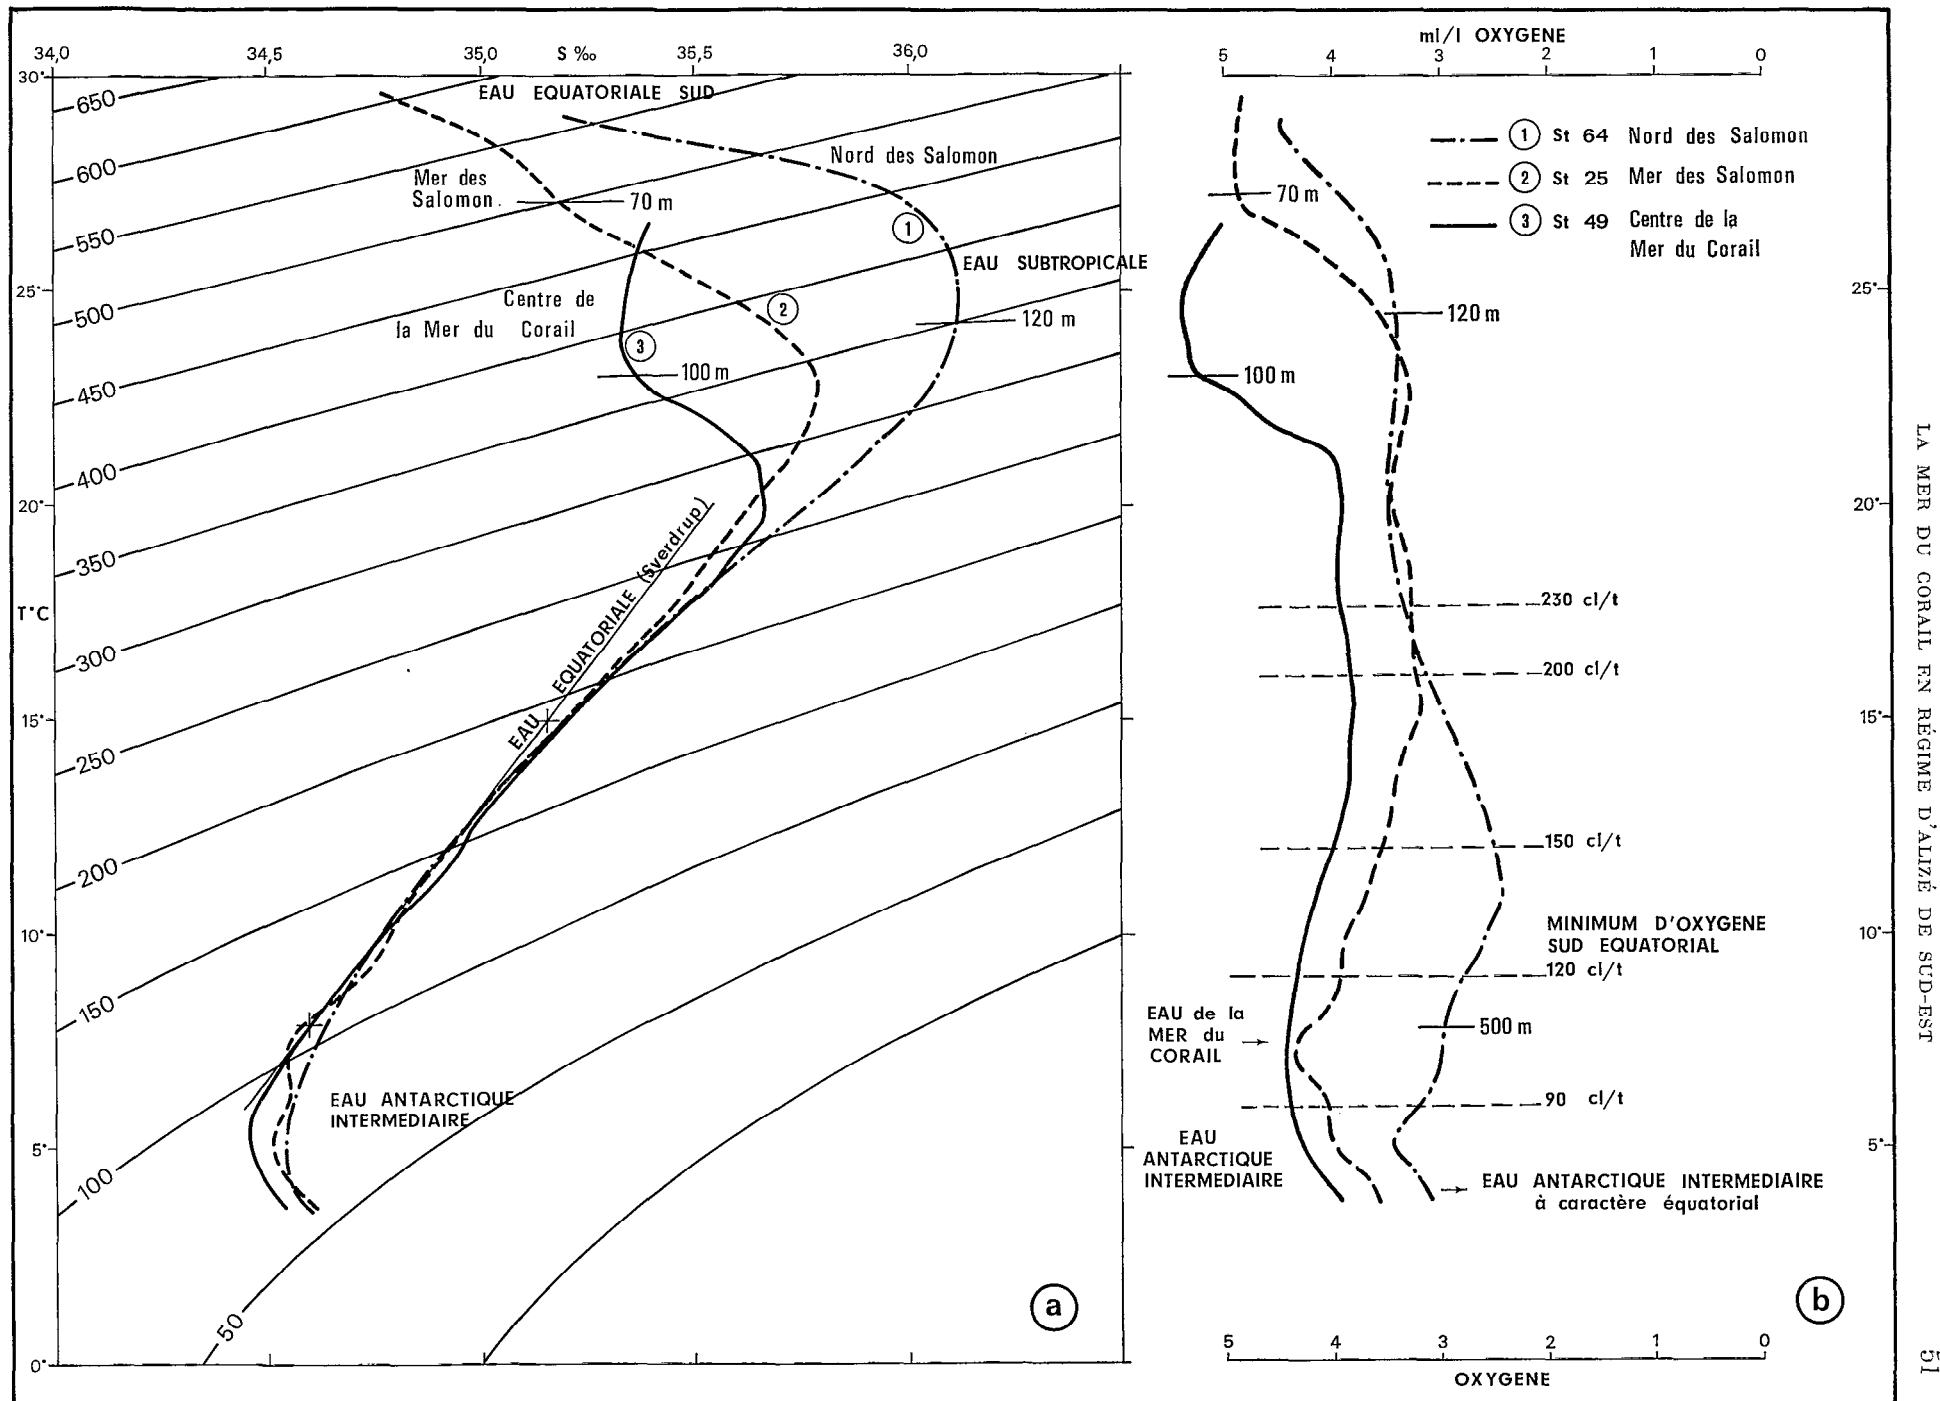 34,0 34,5 35,0 S ‰ 35,5 36,0
30°
25°
20°
T°C
15°
10°
5°
0°
650
600
550
500
450
400
350
300
250
200
150
100
50
EAU EQUATORIALE SUD
Nord des Salomon
Mer des
Salomon.
70 m
1
EAU SUBTROPICALE
Centre de
la Mer du Corail
2
3
120 m
100 m
EAU EQUATORIALE (Sverdrup)
EAU ANTARCTIQUE
INTERMEDIAIRE
a
ml/l OXYGENE
5 4 3 2 1 0
1 St 64 Nord des Salomon
2 St 25 Mer des Salomon
3 St 49 Centre de la
Mer du Corail
70 m
120 m
100 m
25°
20°
15°
10°
5°
230 cl/t
200 cl/t
150 cl/t
MINIMUM D'OXYGENE
SUD EQUATORIAL
120 cl/t
EAU de la
MER du
CORAIL
500 m
90 cl/t
EAU
ANTARCTIQUE
INTERMEDIAIRE
EAU ANTARCTIQUE INTERMEDIAIRE
à caractère équatorial
b
5 4 3 2 1 0
OXYGENE
LA MER DU CORAIL EN RÉGIME D'ALIZÉ DE SUD-EST
51